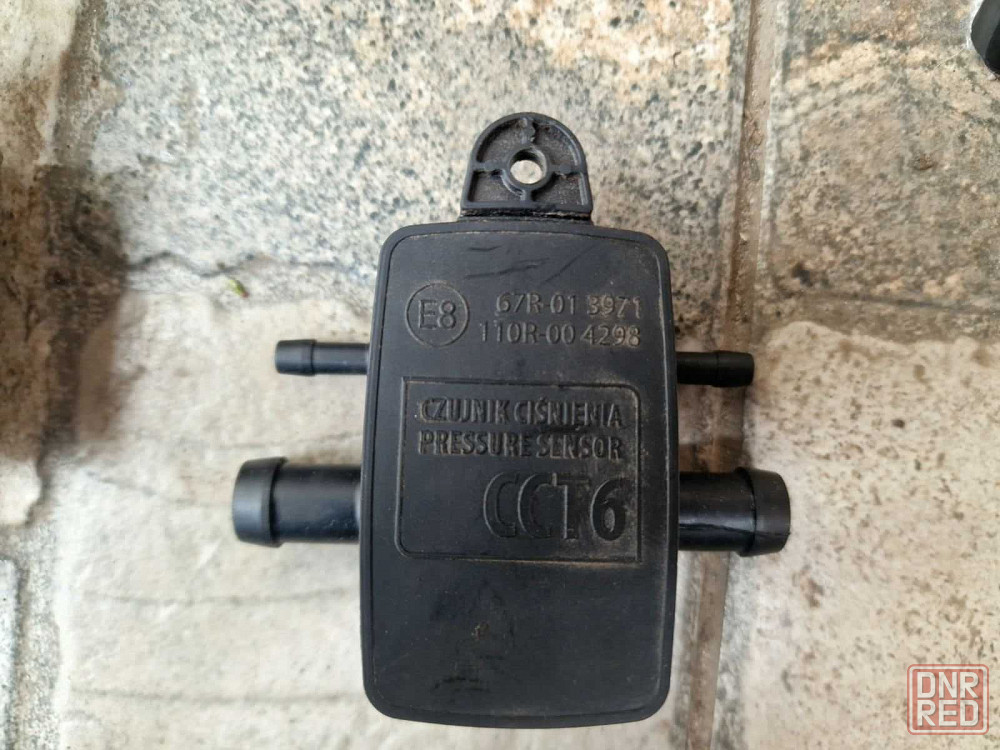 E8
67R-01 3971
110R-00 4298
CZUJNIK CIŚNIENIA
PRESSURE SENSOR
CCT6
DNR
RED